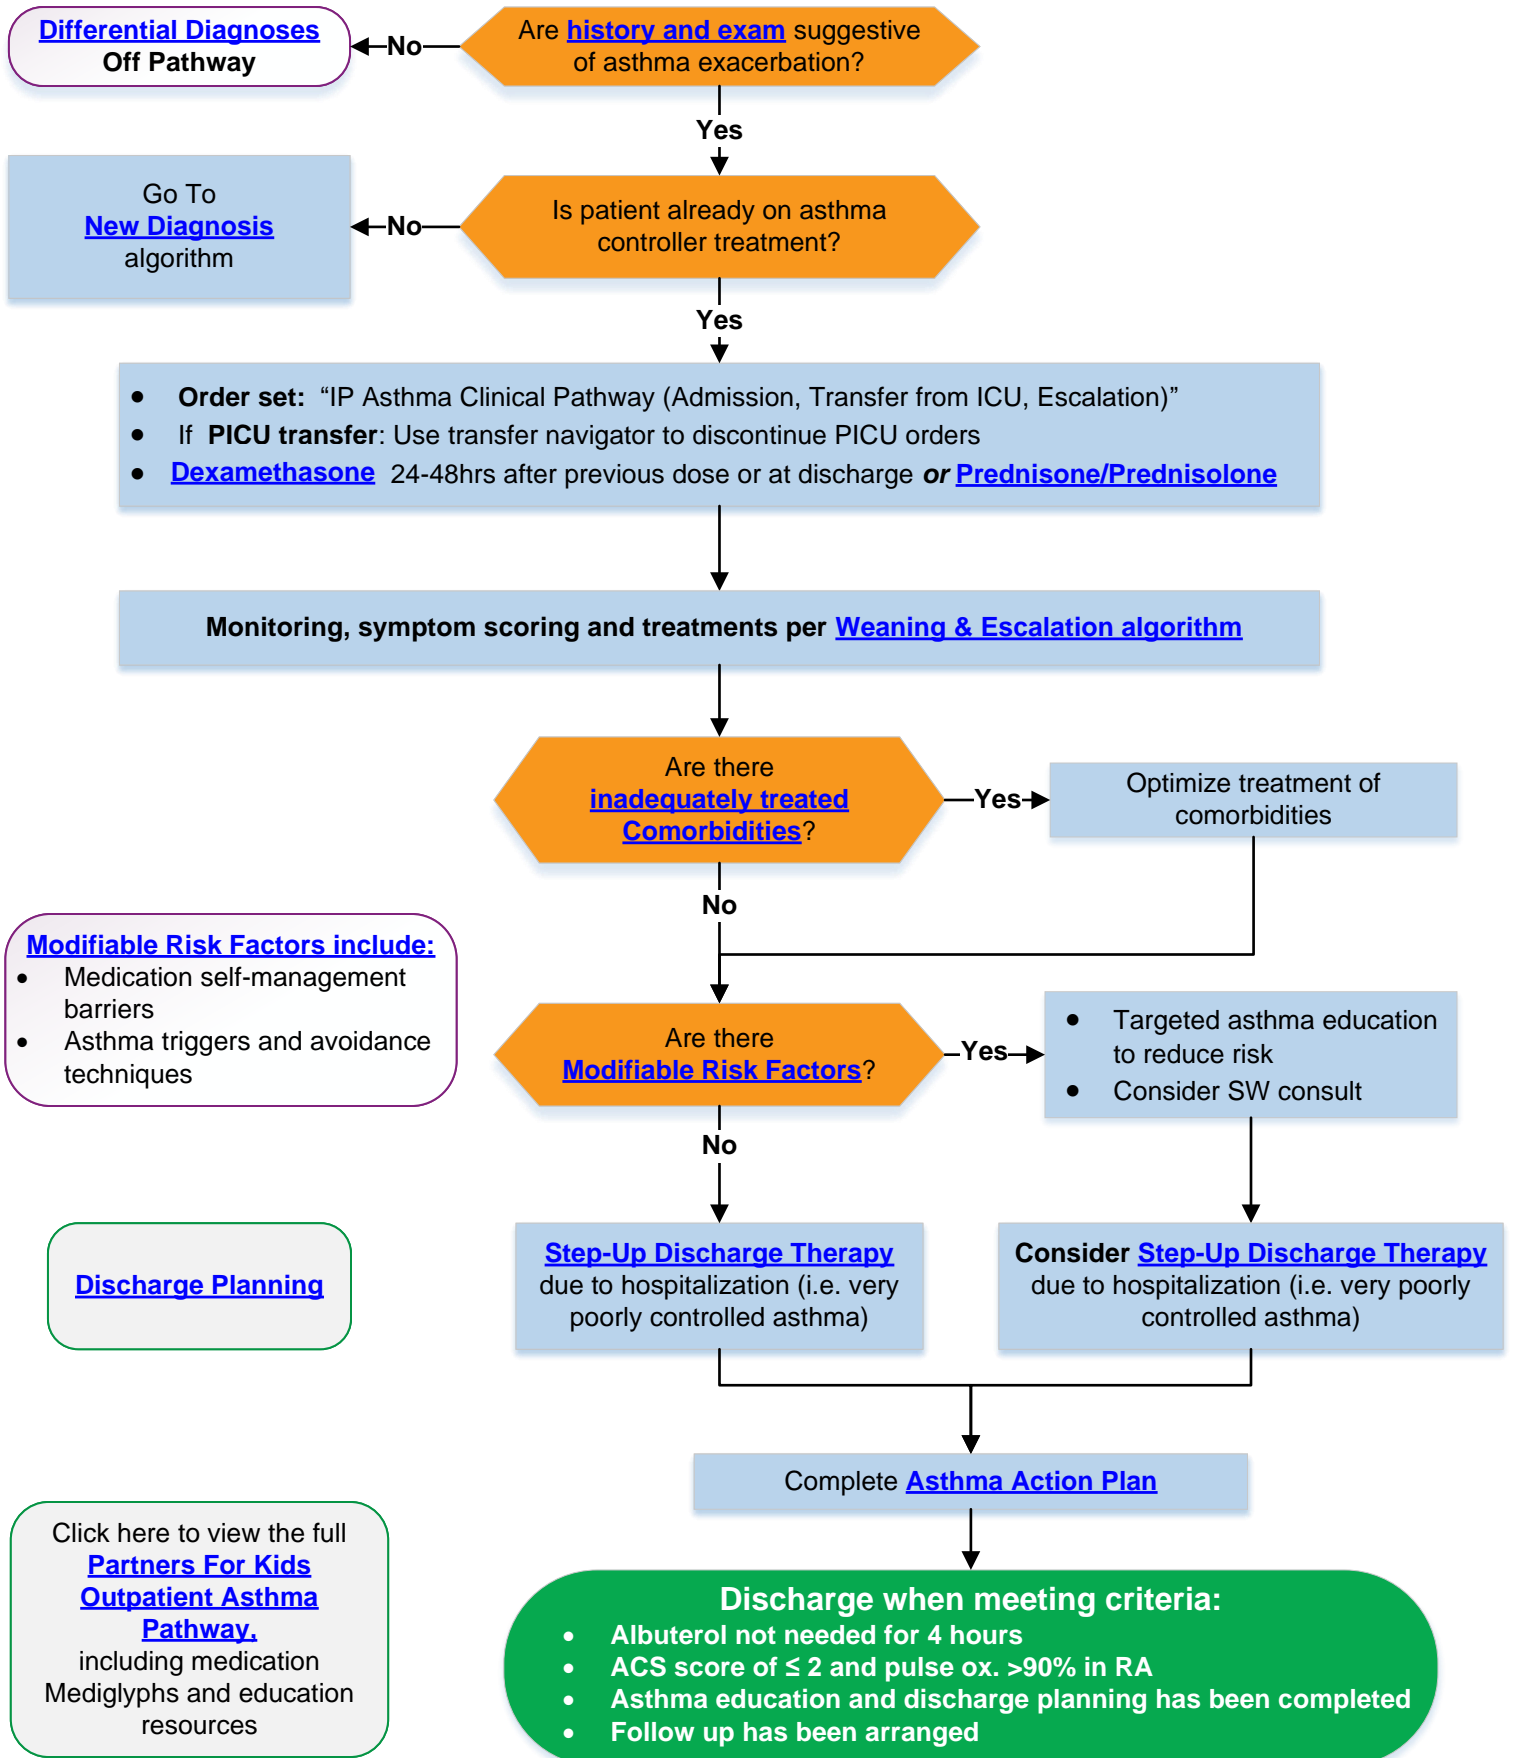 Differential Diagnoses
Off Pathway
No
Are history and exam suggestive
of asthma exacerbation?
Yes
Go To
New Diagnosis
algorithm
No
Is patient already on asthma
controller treatment?
Yes
• Order set: “IP Asthma Clinical Pathway (Admission, Transfer from ICU, Escalation)”
• If PICU transfer: Use transfer navigator to discontinue PICU orders
• Dexamethasone 24-48hrs after previous dose or at discharge or Prednisone/Prednisolone
Monitoring, symptom scoring and treatments per Weaning & Escalation algorithm
Are there
inadequately treated
Comorbidities?
Yes
Optimize treatment of
comorbidities
No
Modifiable Risk Factors include:
• Medication self-management
barriers
• Asthma triggers and avoidance
techniques
Are there
Modifiable Risk Factors?
Yes
• Targeted asthma education
to reduce risk
• Consider SW consult
No
Discharge Planning
Step-Up Discharge Therapy
due to hospitalization (i.e. very
poorly controlled asthma)
Consider Step-Up Discharge Therapy
due to hospitalization (i.e. very poorly
controlled asthma)
Complete Asthma Action Plan
Click here to view the full
Partners For Kids
Outpatient Asthma
Pathway,
including medication
Mediglyphs and education
resources
Discharge when meeting criteria:
• Albuterol not needed for 4 hours
• ACS score of ≤ 2 and pulse ox. >90% in RA
• Asthma education and discharge planning has been completed
• Follow up has been arranged